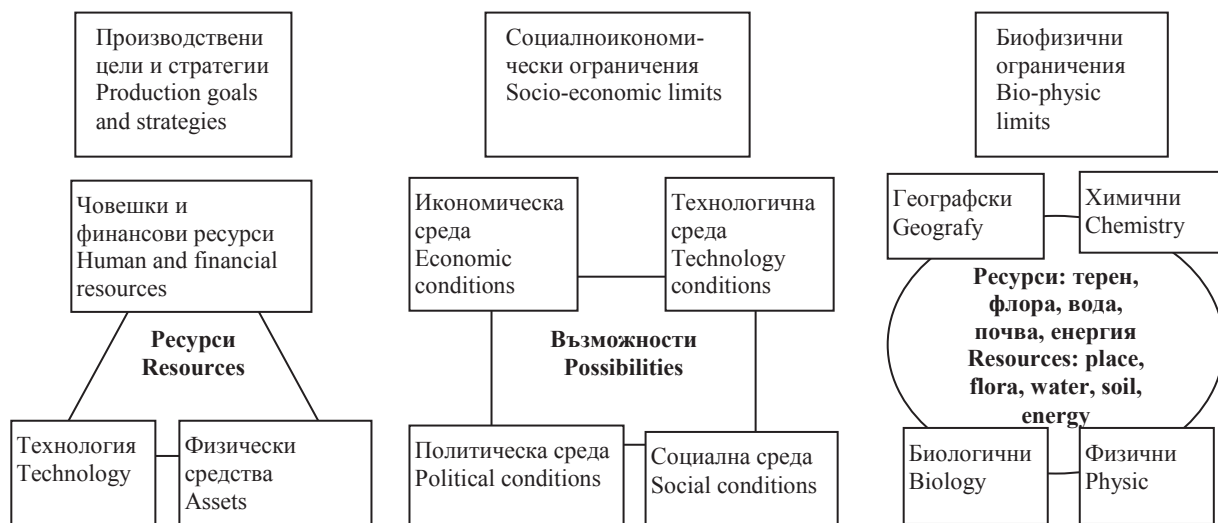 Производствени
цели и стратегии
Production goals
and strategies
Социалноикономи-
чески ограничения
Socio-economic limits
Биофизични
ограничения
Bio-physic
limits
Човешки и
финансови ресурси
Human and financial
resources
Ресурси
Resources
Технология
Technology
Физически
средства
Assets
Икономическа
среда
Economic
conditions
Технологична
среда
Technology
conditions
Възможности
Possibilities
Политическа среда
Political conditions
Социална среда
Social conditions
Географски
Geografy
Химични
Chemistry
Ресурси: терен,
флора, вода,
почва, енергия
Resources: place,
flora, water, soil,
energy
Биологични
Biology
Физични
Physic